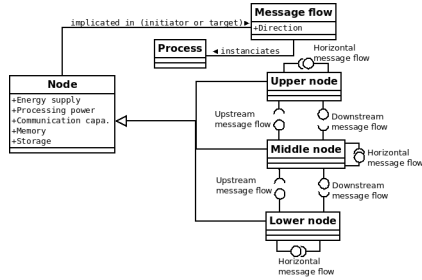 Message flow
+Direction
implicated in (initiator or target)
Process
instanciates
Horizontal
message flow
Node
+Energy supply
+Processing power
+Communication capa.
+Memory
+Storage
Upper node
Upstream
message flow
Downstream
message flow
Middle node
Horizontal
message flow
Upstream
message flow
Downstream
message flow
Lower node
Horizontal
message flow